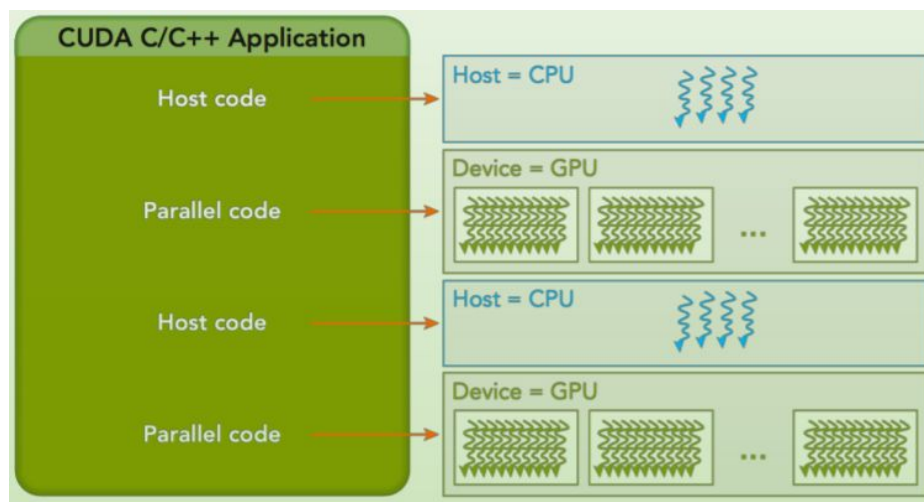 CUDA C/C++ Application
Host code
Host = CPU
Parallel code
Device = GPU
...
Host code
Host = CPU
Parallel code
Device = GPU
...